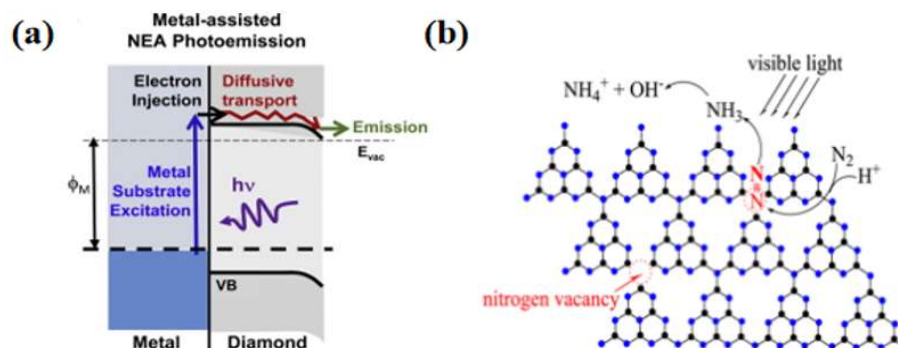 (a)
Metal-assisted
NEA Photoemission
Electron
Injection
Diffusive
transport
Emission
E_vac
ϕ_M
Metal
Substrate
Excitation
hν
VB
Metal
Diamond
(b)
visible light
NH₄⁺ + OH⁻
NH₃
N₂
H⁺
N
N
nitrogen vacancy